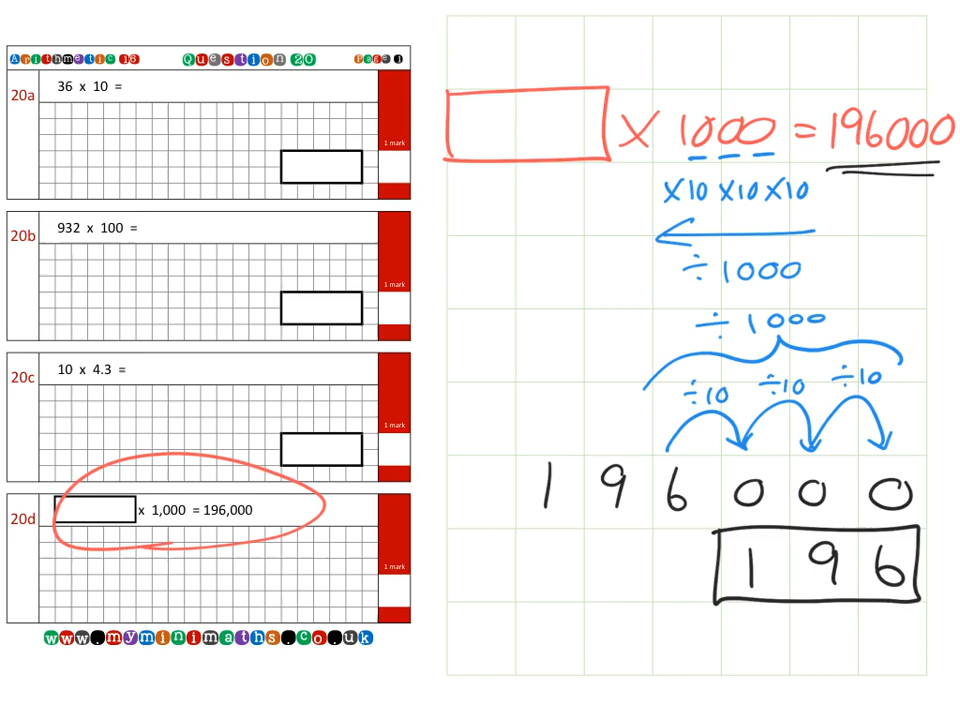 Arithmetic 16 Question 20 Page 1
20a 36 x 10 =
1 mark
20b 932 x 100 =
1 mark
20c 10 x 4.3 =
1 mark
20d x 1,000 = 196,000
1 mark
www.myminimaths.co.uk
x 1000 = 196000
x10 x10 x10
÷ 1000
÷ 1000
÷10 ÷10 ÷10
1 9 6 0 0 0
1 9 6